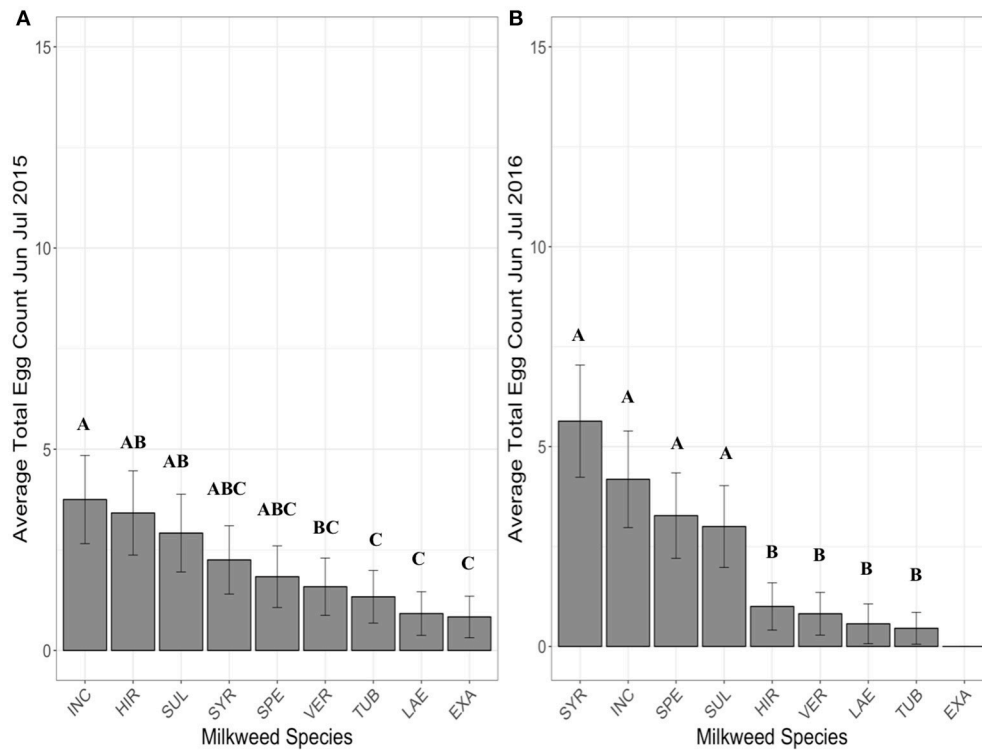 A
Average Total Egg Count Jun Jul 2015
15
10
5
0
A
AB
AB
ABC
ABC
BC
C
C
C
INC
HIR
SUL
SYR
SPE
VER
TUB
LAE
EXA
Milkweed Species
B
Average Total Egg Count Jun Jul 2016
15
10
5
0
A
A
A
A
B
B
B
B
SYR
INC
SPE
SUL
HIR
VER
LAE
TUB
EXA
Milkweed Species